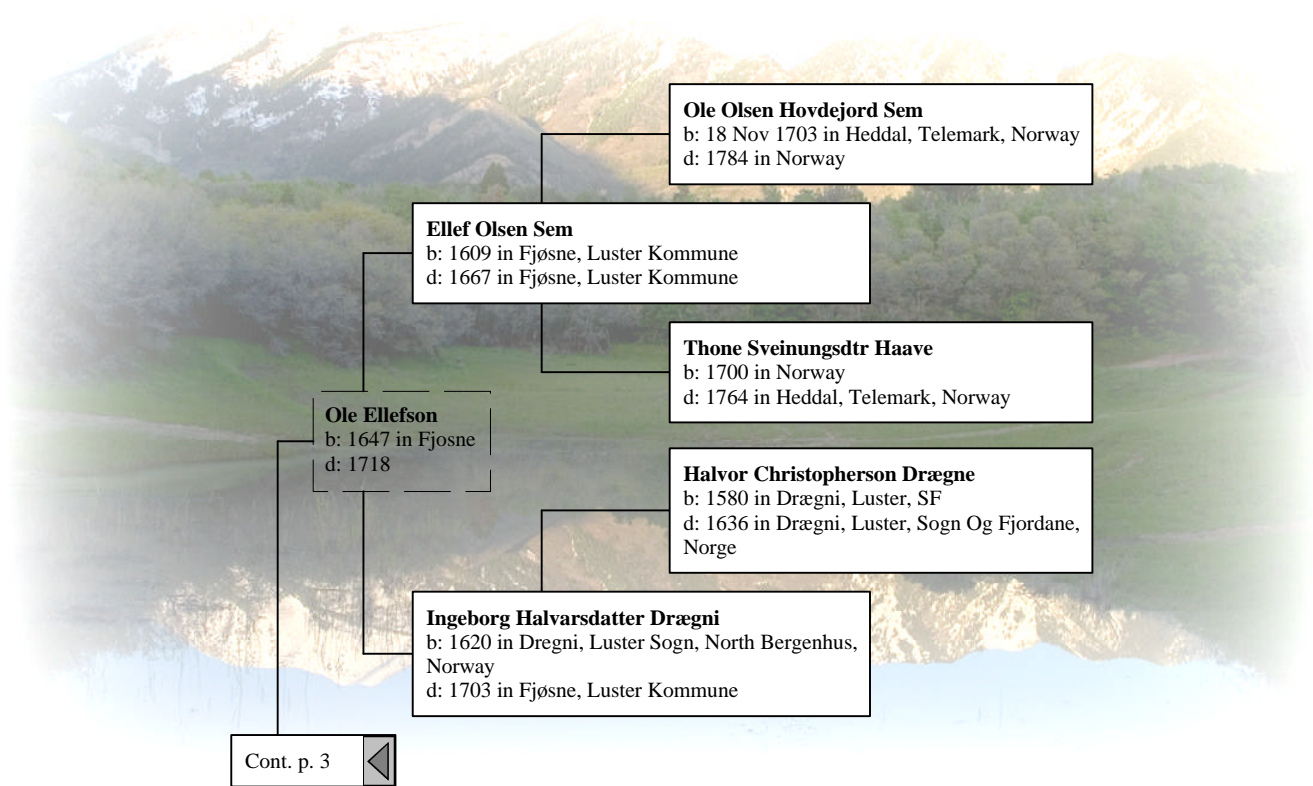 Ole Olsen Hovdejord Sem
b: 18 Nov 1703 in Heddal, Telemark, Norway
d: 1784 in Norway
Ellef Olsen Sem
b: 1609 in Fjøsne, Luster Kommune
d: 1667 in Fjøsne, Luster Kommune
Thone Sveinungsdtr Haave
b: 1700 in Norway
d: 1764 in Heddal, Telemark, Norway
Ole Ellefson
b: 1647 in Fjosne
d: 1718
Halvor Christopherson Drægne
b: 1580 in Drægni, Luster, SF
d: 1636 in Drægni, Luster, Sogn Og Fjordane,
Norge
Ingeborg Halvarsdatter Drægni
b: 1620 in Dregni, Luster Sogn, North Bergenhus,
Norway
d: 1703 in Fjøsne, Luster Kommune
Cont. p. 3